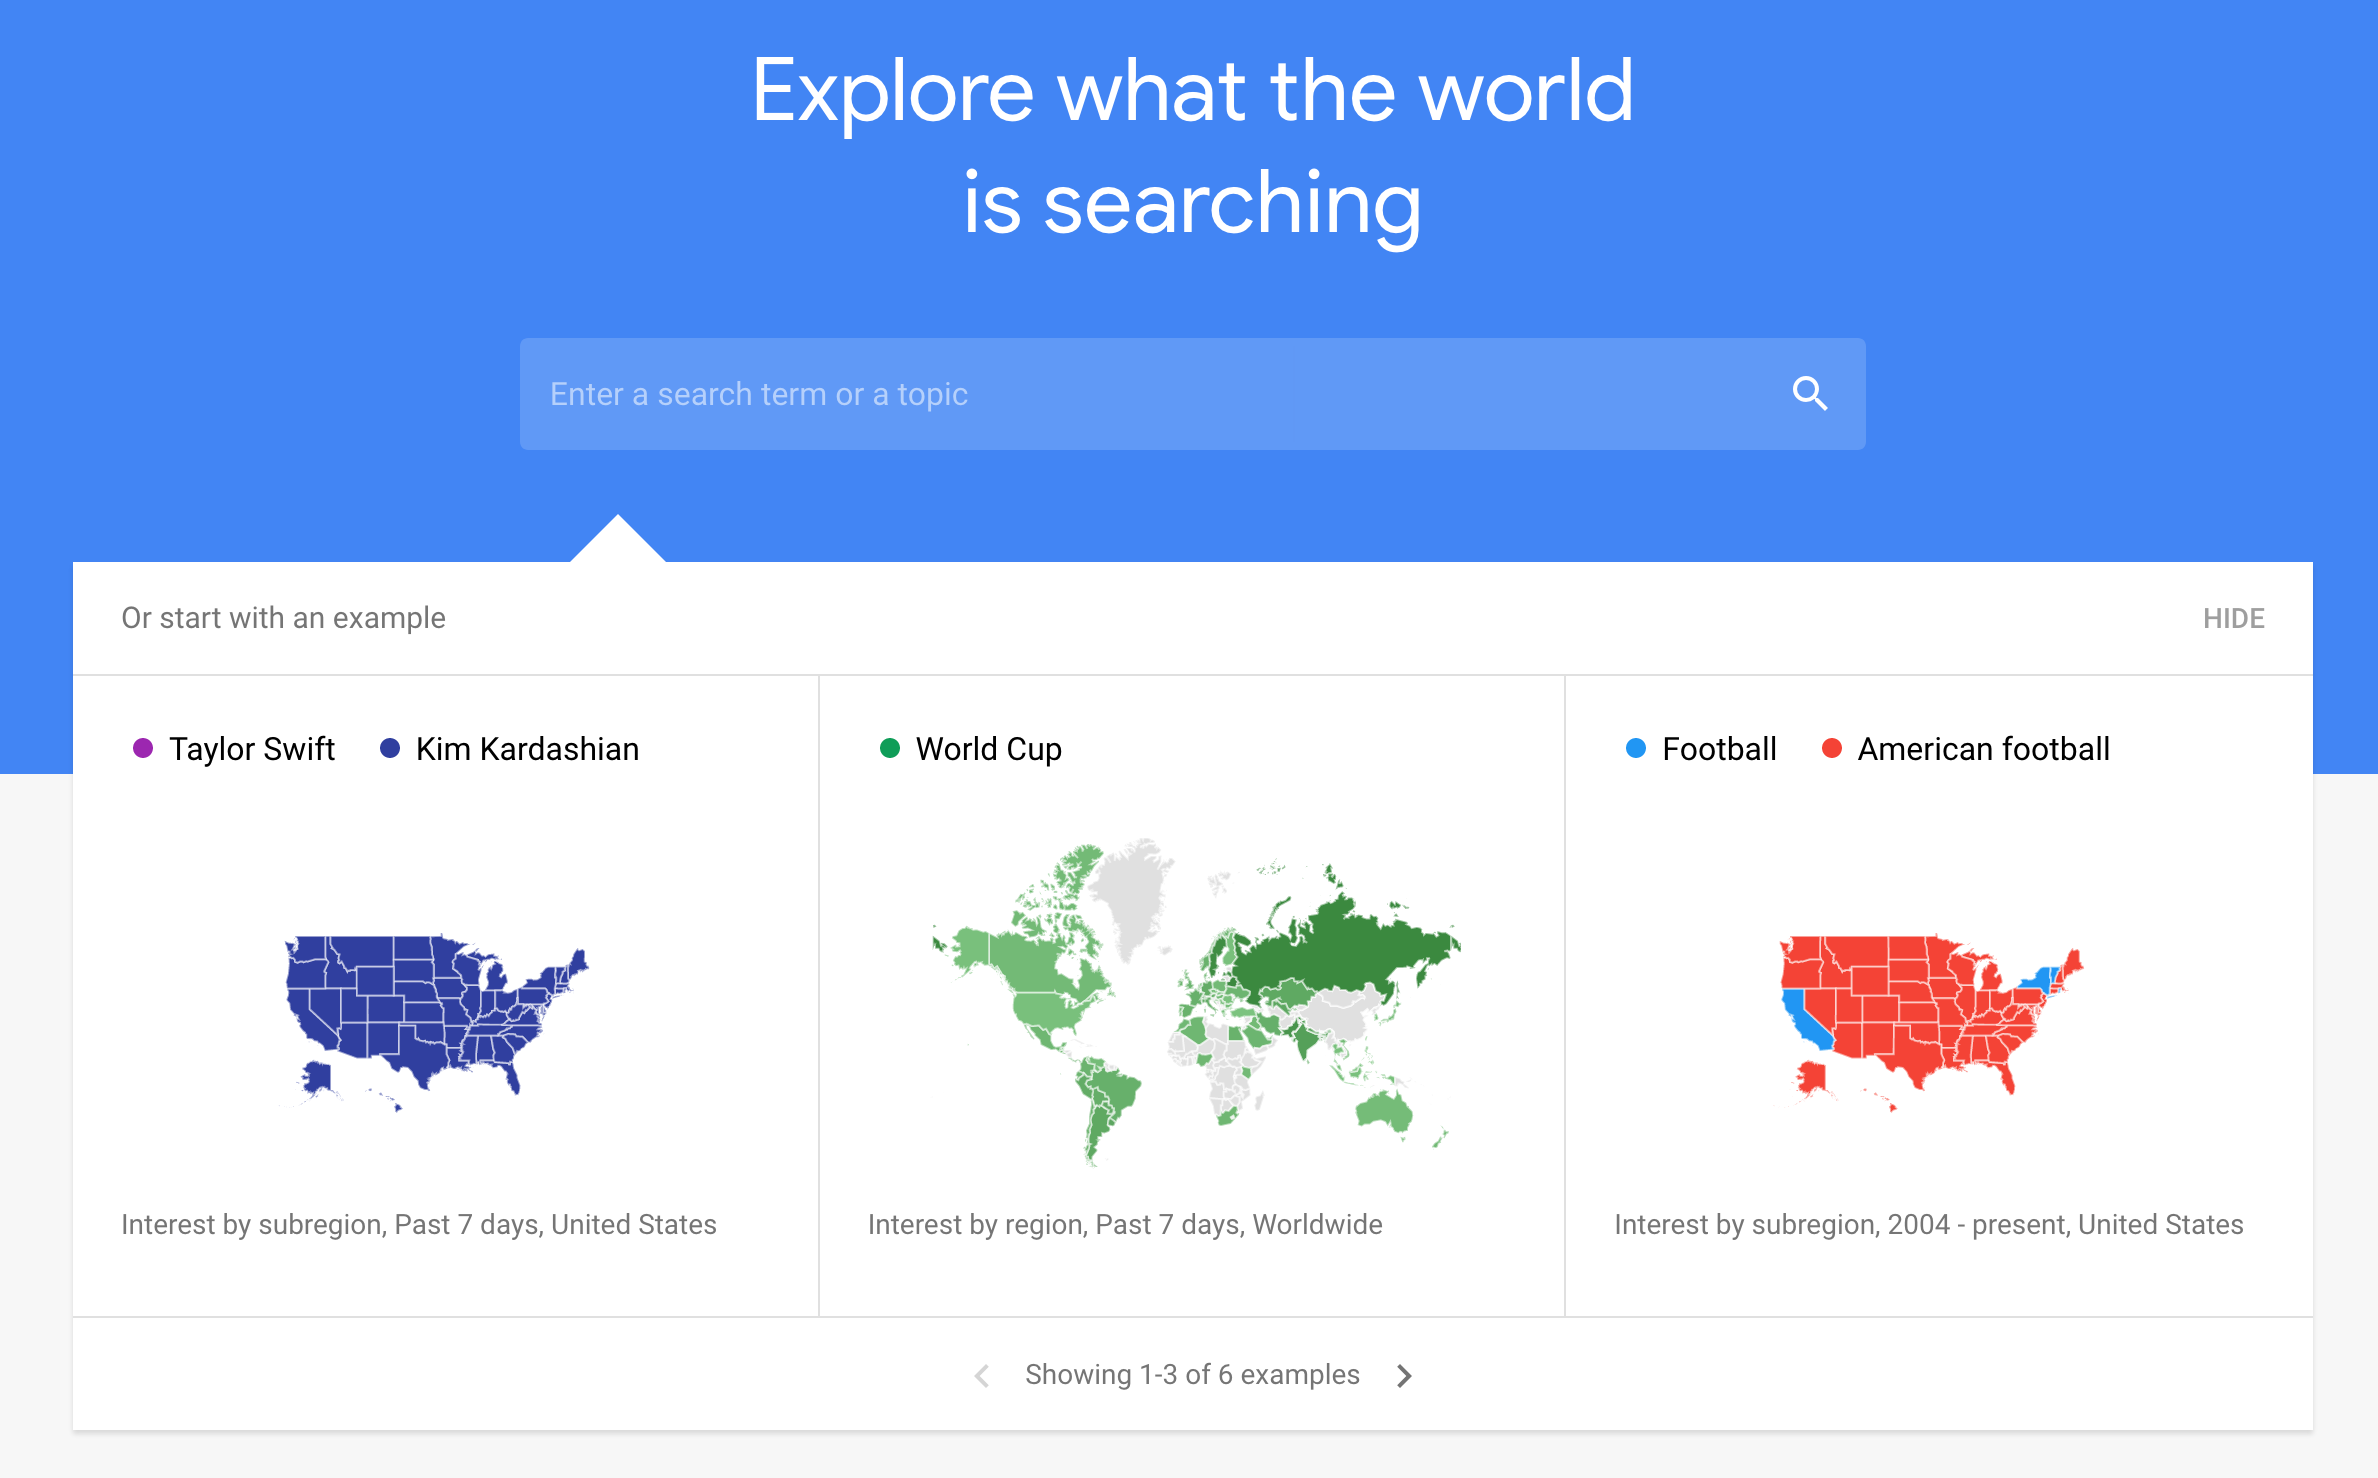 Explore what the world
is searching
Enter a search term or a topic
Or start with an example
HIDE
Taylor Swift
Kim Kardashian
Interest by subregion, Past 7 days, United States
World Cup
Interest by region, Past 7 days, Worldwide
Football
American football
Interest by subregion, 2004 - present, United States
Showing 1-3 of 6 examples